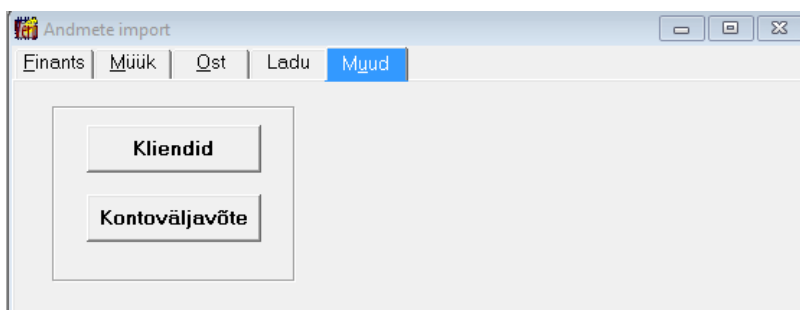 Andmete import
Finants Müük Ost Ladu Muud
Kliendid
Kontoväljavõte